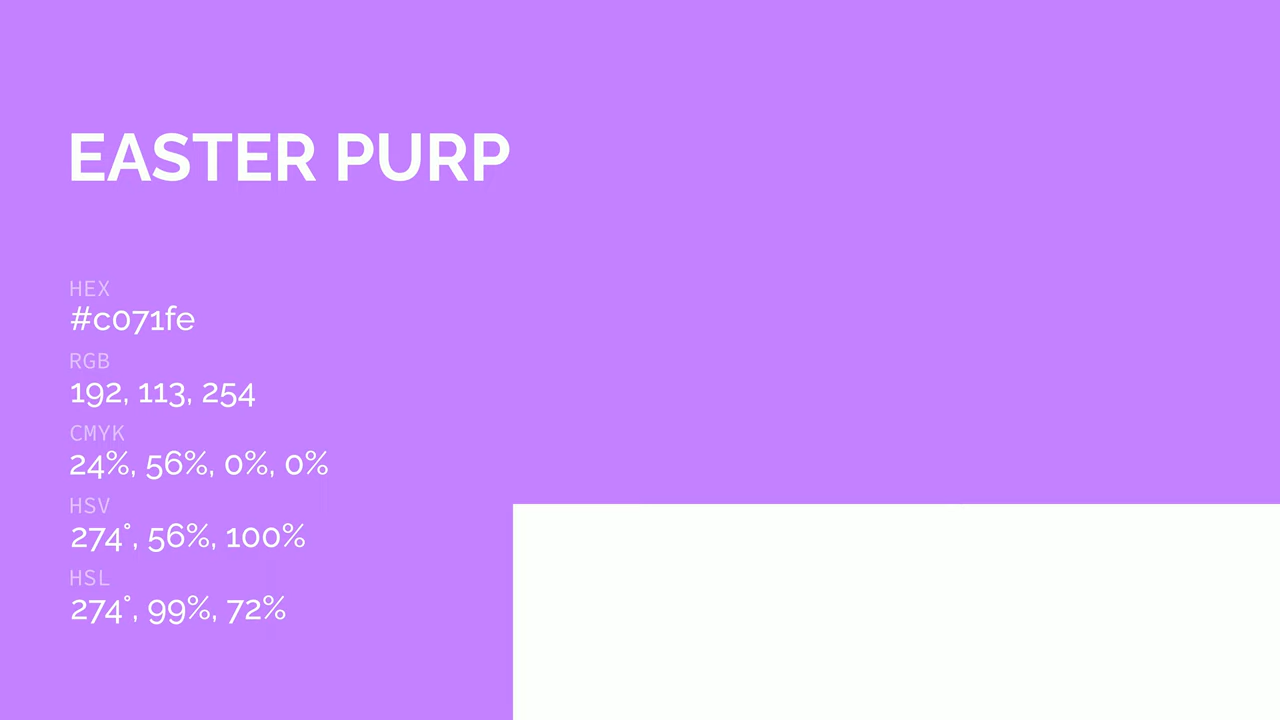 EASTER PURP
HEX
#c071fe
RGB
192, 113, 254
CMYK
24%, 56%, 0%, 0%
HSV
274°, 56%, 100%
HSL
274°, 99%, 72%